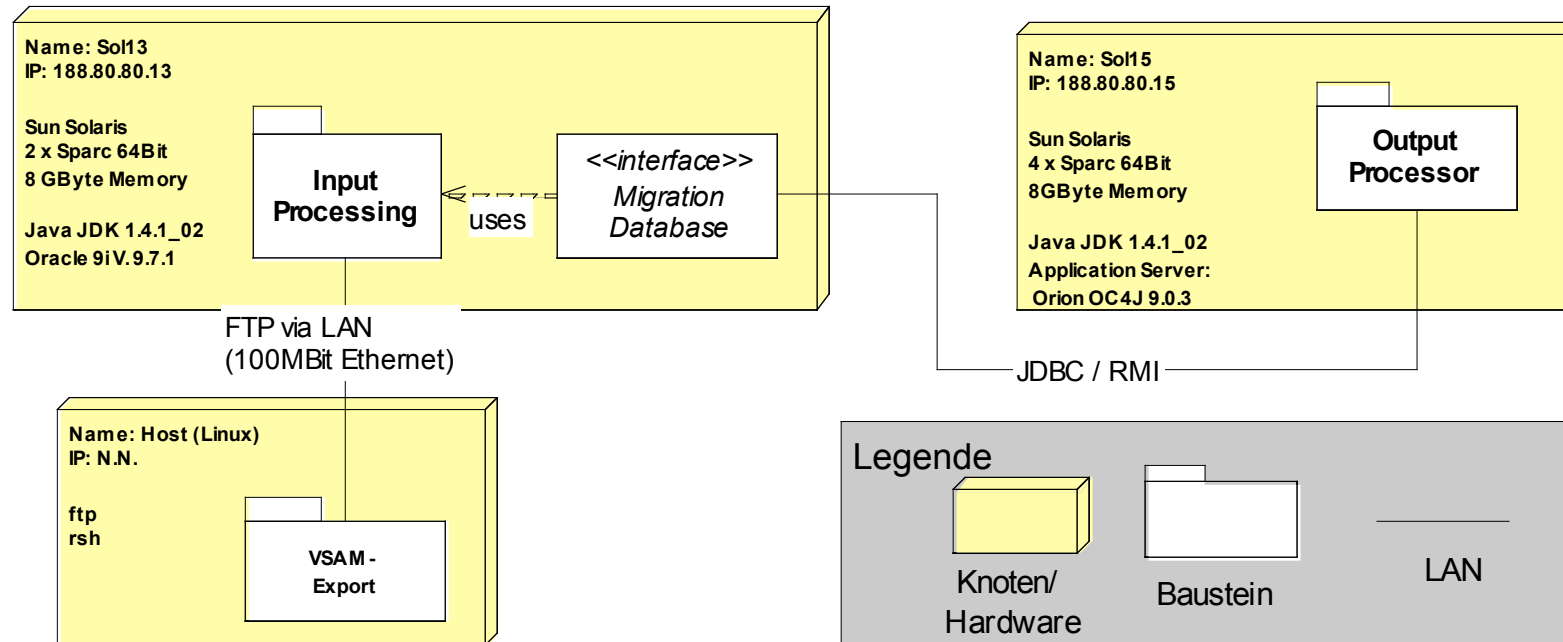 Name: Sol13
IP: 188.80.80.13
Sun Solaris
2 x Sparc 64Bit
8 GByte Memory
Java JDK 1.4.1_02
Oracle 9i V. 9.7.1
Input
Processing
uses
<<interface>>
Migration
Database
Name: Sol15
IP: 188.80.80.15
Sun Solaris
4 x Sparc 64Bit
8GByte Memory
Java JDK 1.4.1_02
Application Server:
Orion OC4J 9.0.3
Output
Processor
FTP via LAN
(100MBit Ethernet)
JDBC / RMI
Name: Host (Linux)
IP: N.N.
ftp
rsh
VSAM -
Export
Legende
Knoten/
Hardware
Baustein
LAN